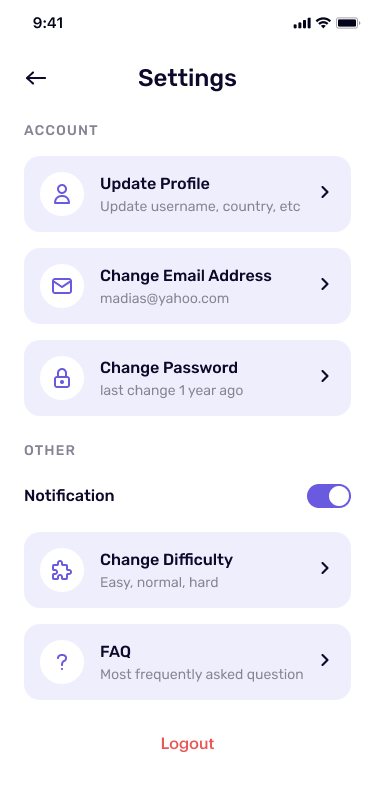 9:41
Settings
ACCOUNT
Update Profile
Update username, country, etc
Change Email Address
madias@yahoo.com
Change Password
last change 1 year ago
OTHER
Notification
Change Difficulty
Easy, normal, hard
?
FAQ
Most frequently asked question
Logout